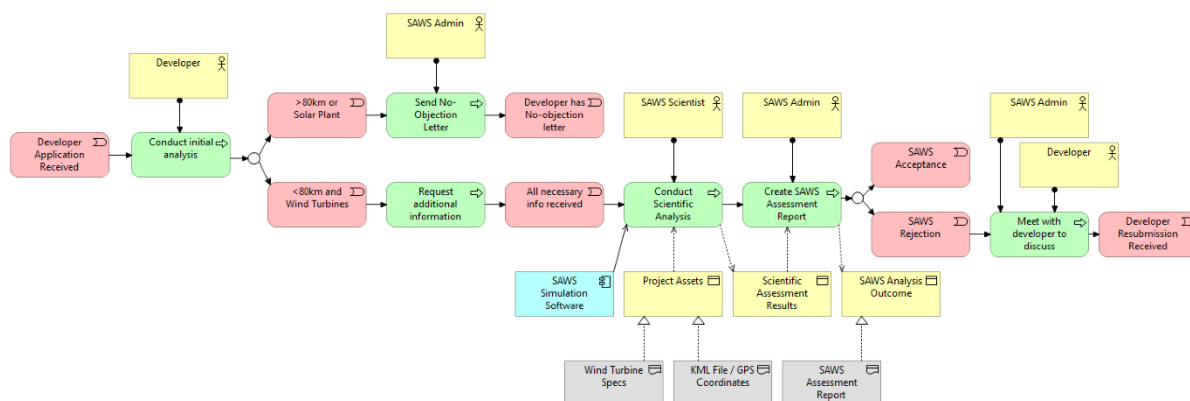 SAWS Admin
Developer
>80km or
Solar Plant
Send No-
Objection
Letter
Developer has
No-objection
letter
SAWS Scientist
SAWS Admin
SAWS Admin
Developer
Developer
Application
Received
Conduct initial
analysis
SAWS
Acceptance
<80km and
Wind Turbines
Request
additional
information
All necessary
info received
Conduct
Scientific
Analysis
Create SAWS
Assessment
Report
SAWS
Rejection
Meet with
developer to
discuss
Developer
Resubmission
Received
SAWS
Simulation
Software
Project Assets
Scientific
Assessment
Results
SAWS Analysis
Outcome
Wind Turbine
Specs
KML File / GPS
Coordinates
SAWS
Assessment
Report